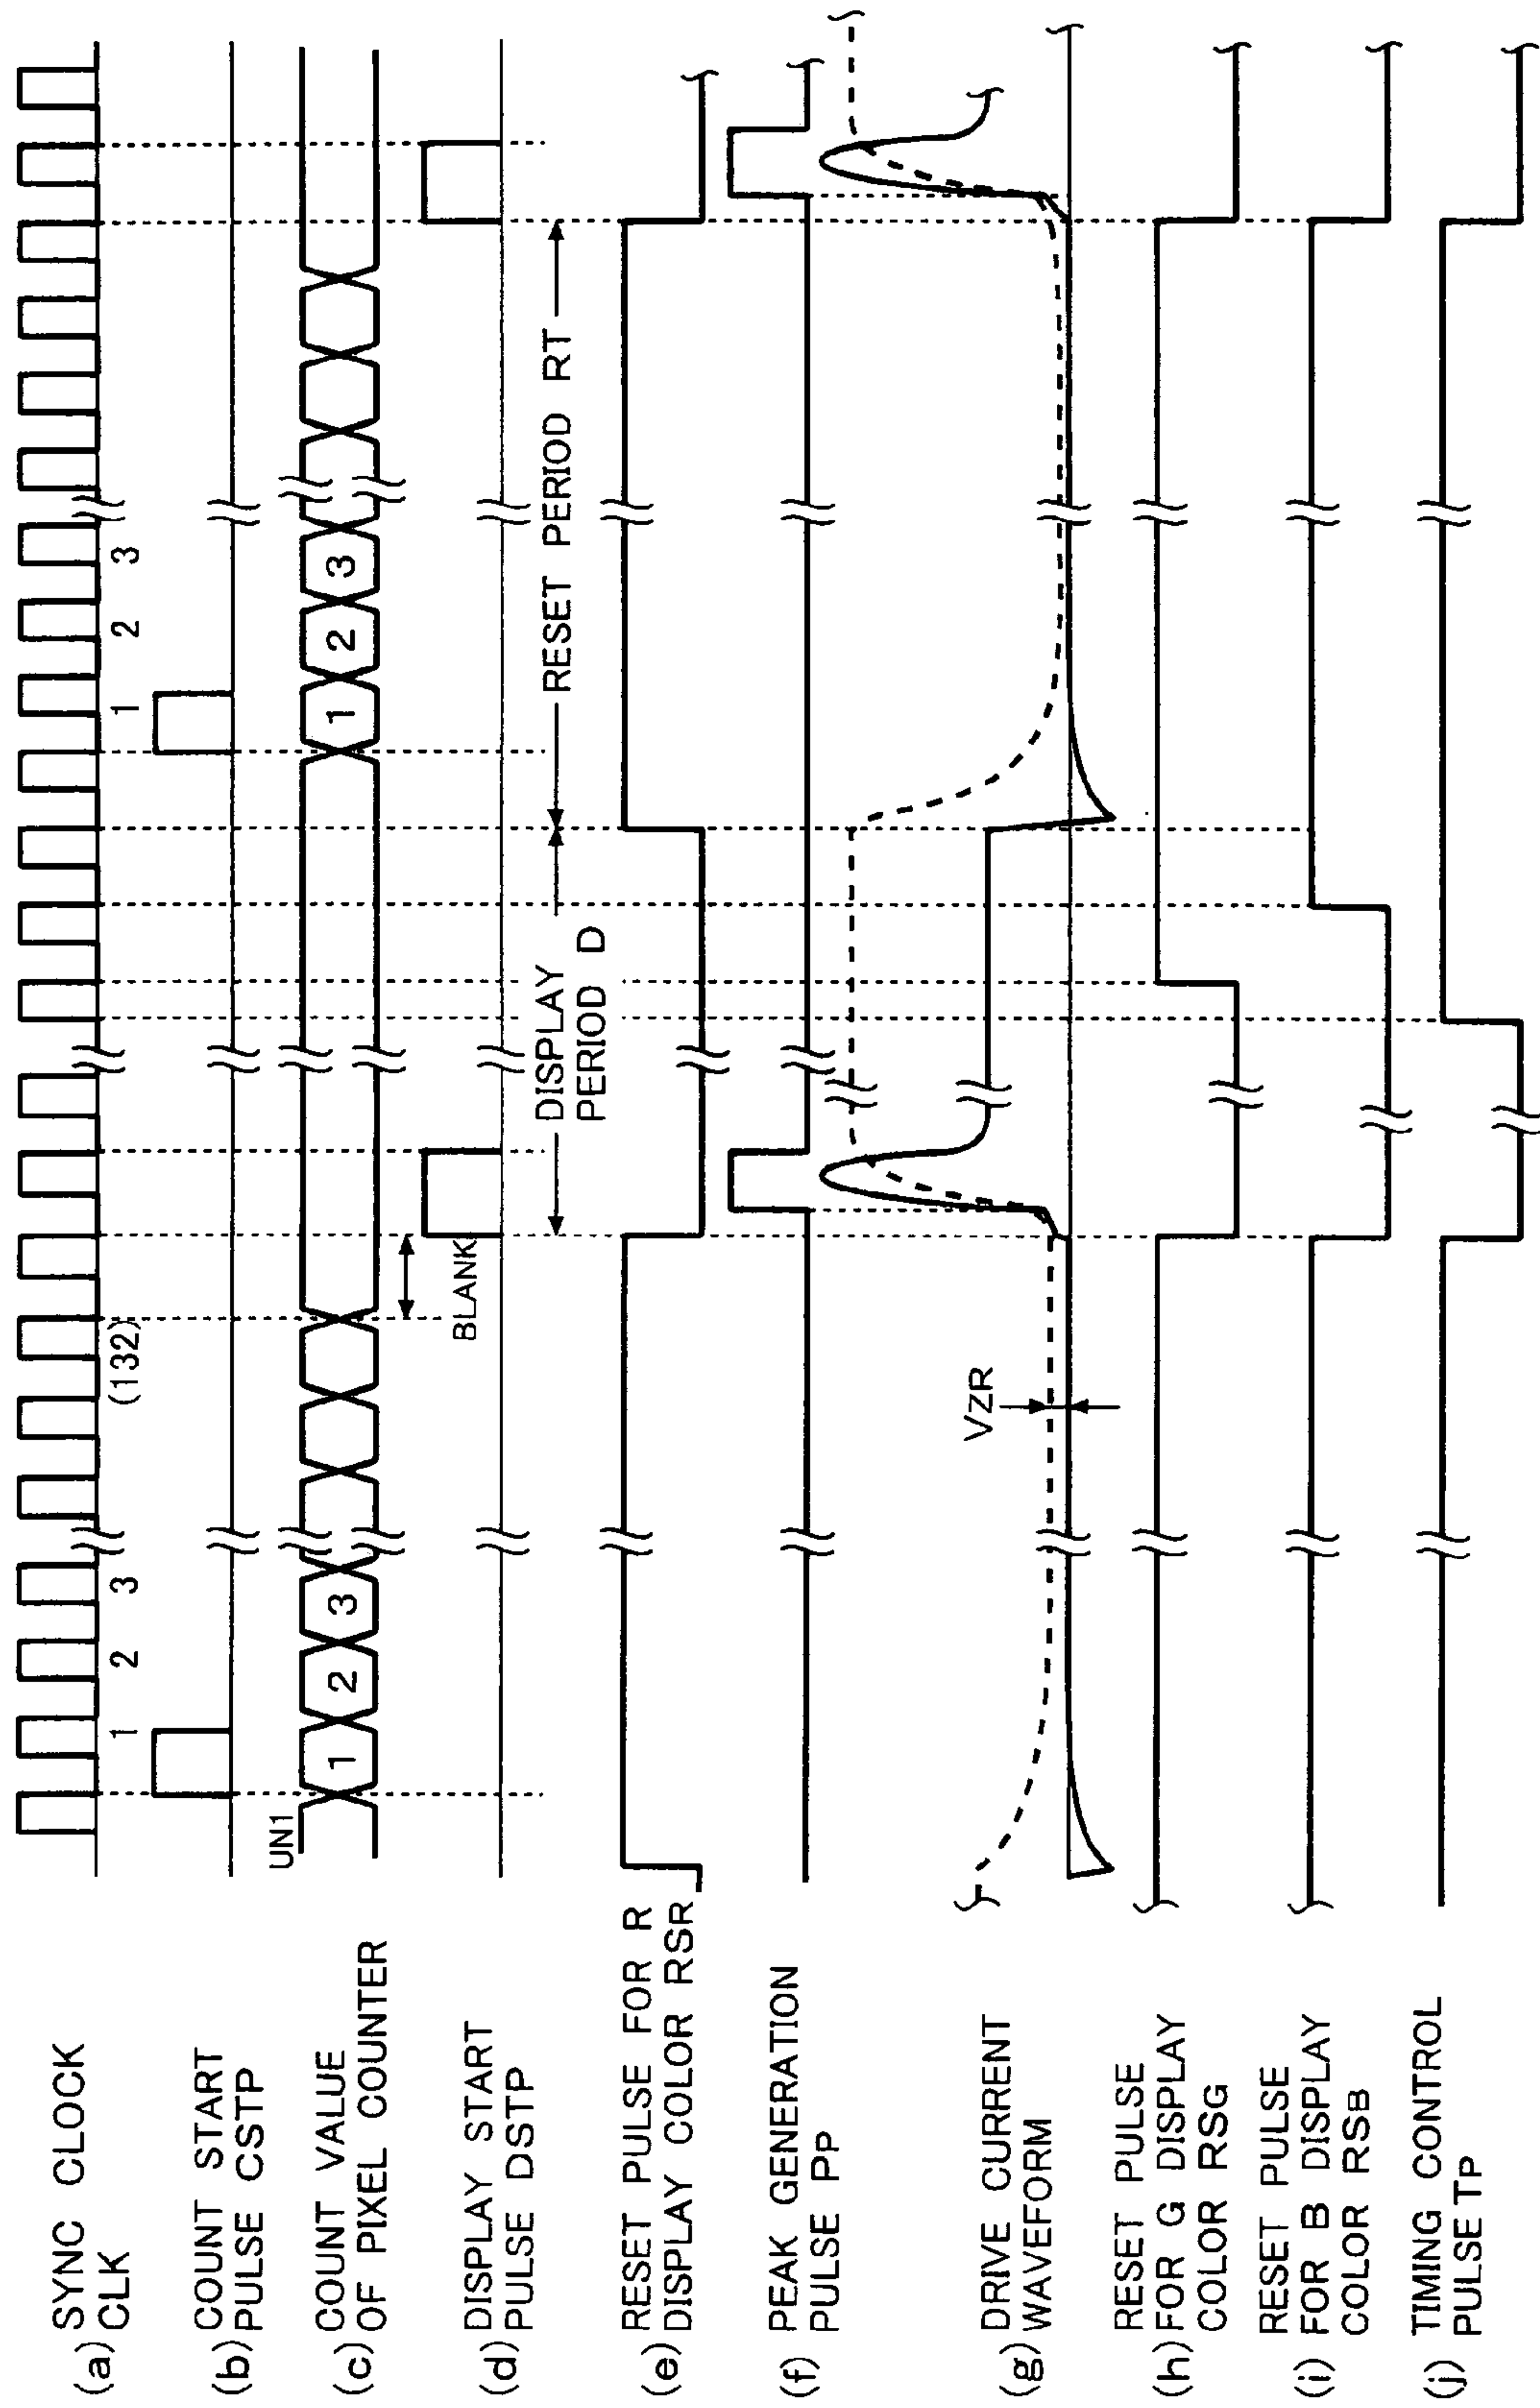 (a) SYNC CLOCK
CLK
1 2 3 (132) 1 2 3
(b) COUNT START
PULSE CSTP
UN1
(c) COUNT VALUE
OF PIXEL COUNTER
1 2 3 1 2 3
BLANK
(d) DISPLAY START
PULSE DSTP
DISPLAY
PERIOD D
RESET PERIOD RT
(e) RESET PULSE FOR R
DISPLAY COLOR RSR
(f) PEAK GENERATION
PULSE PP
VZR
(g) DRIVE CURRENT
WAVEFORM
RESET PULSE
(h) FOR G DISPLAY
COLOR RSG
RESET PULSE
(i) FOR B DISPLAY
COLOR RSB
(j) TIMING CONTROL
PULSE TP